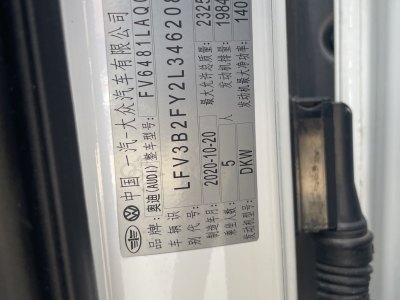 中国 一汽-大众汽车有限公司
品牌: 奥迪(AUDI) 整车型号: FV6481LAQ
车辆识别代号: LFV3B2FY2L34620
制造年月: 2020-10-20 最大允许总质量 2325
乘坐人数: 5 人 发动机排量: 1984
发动机型号: DKW 发动机最大净功率: 140